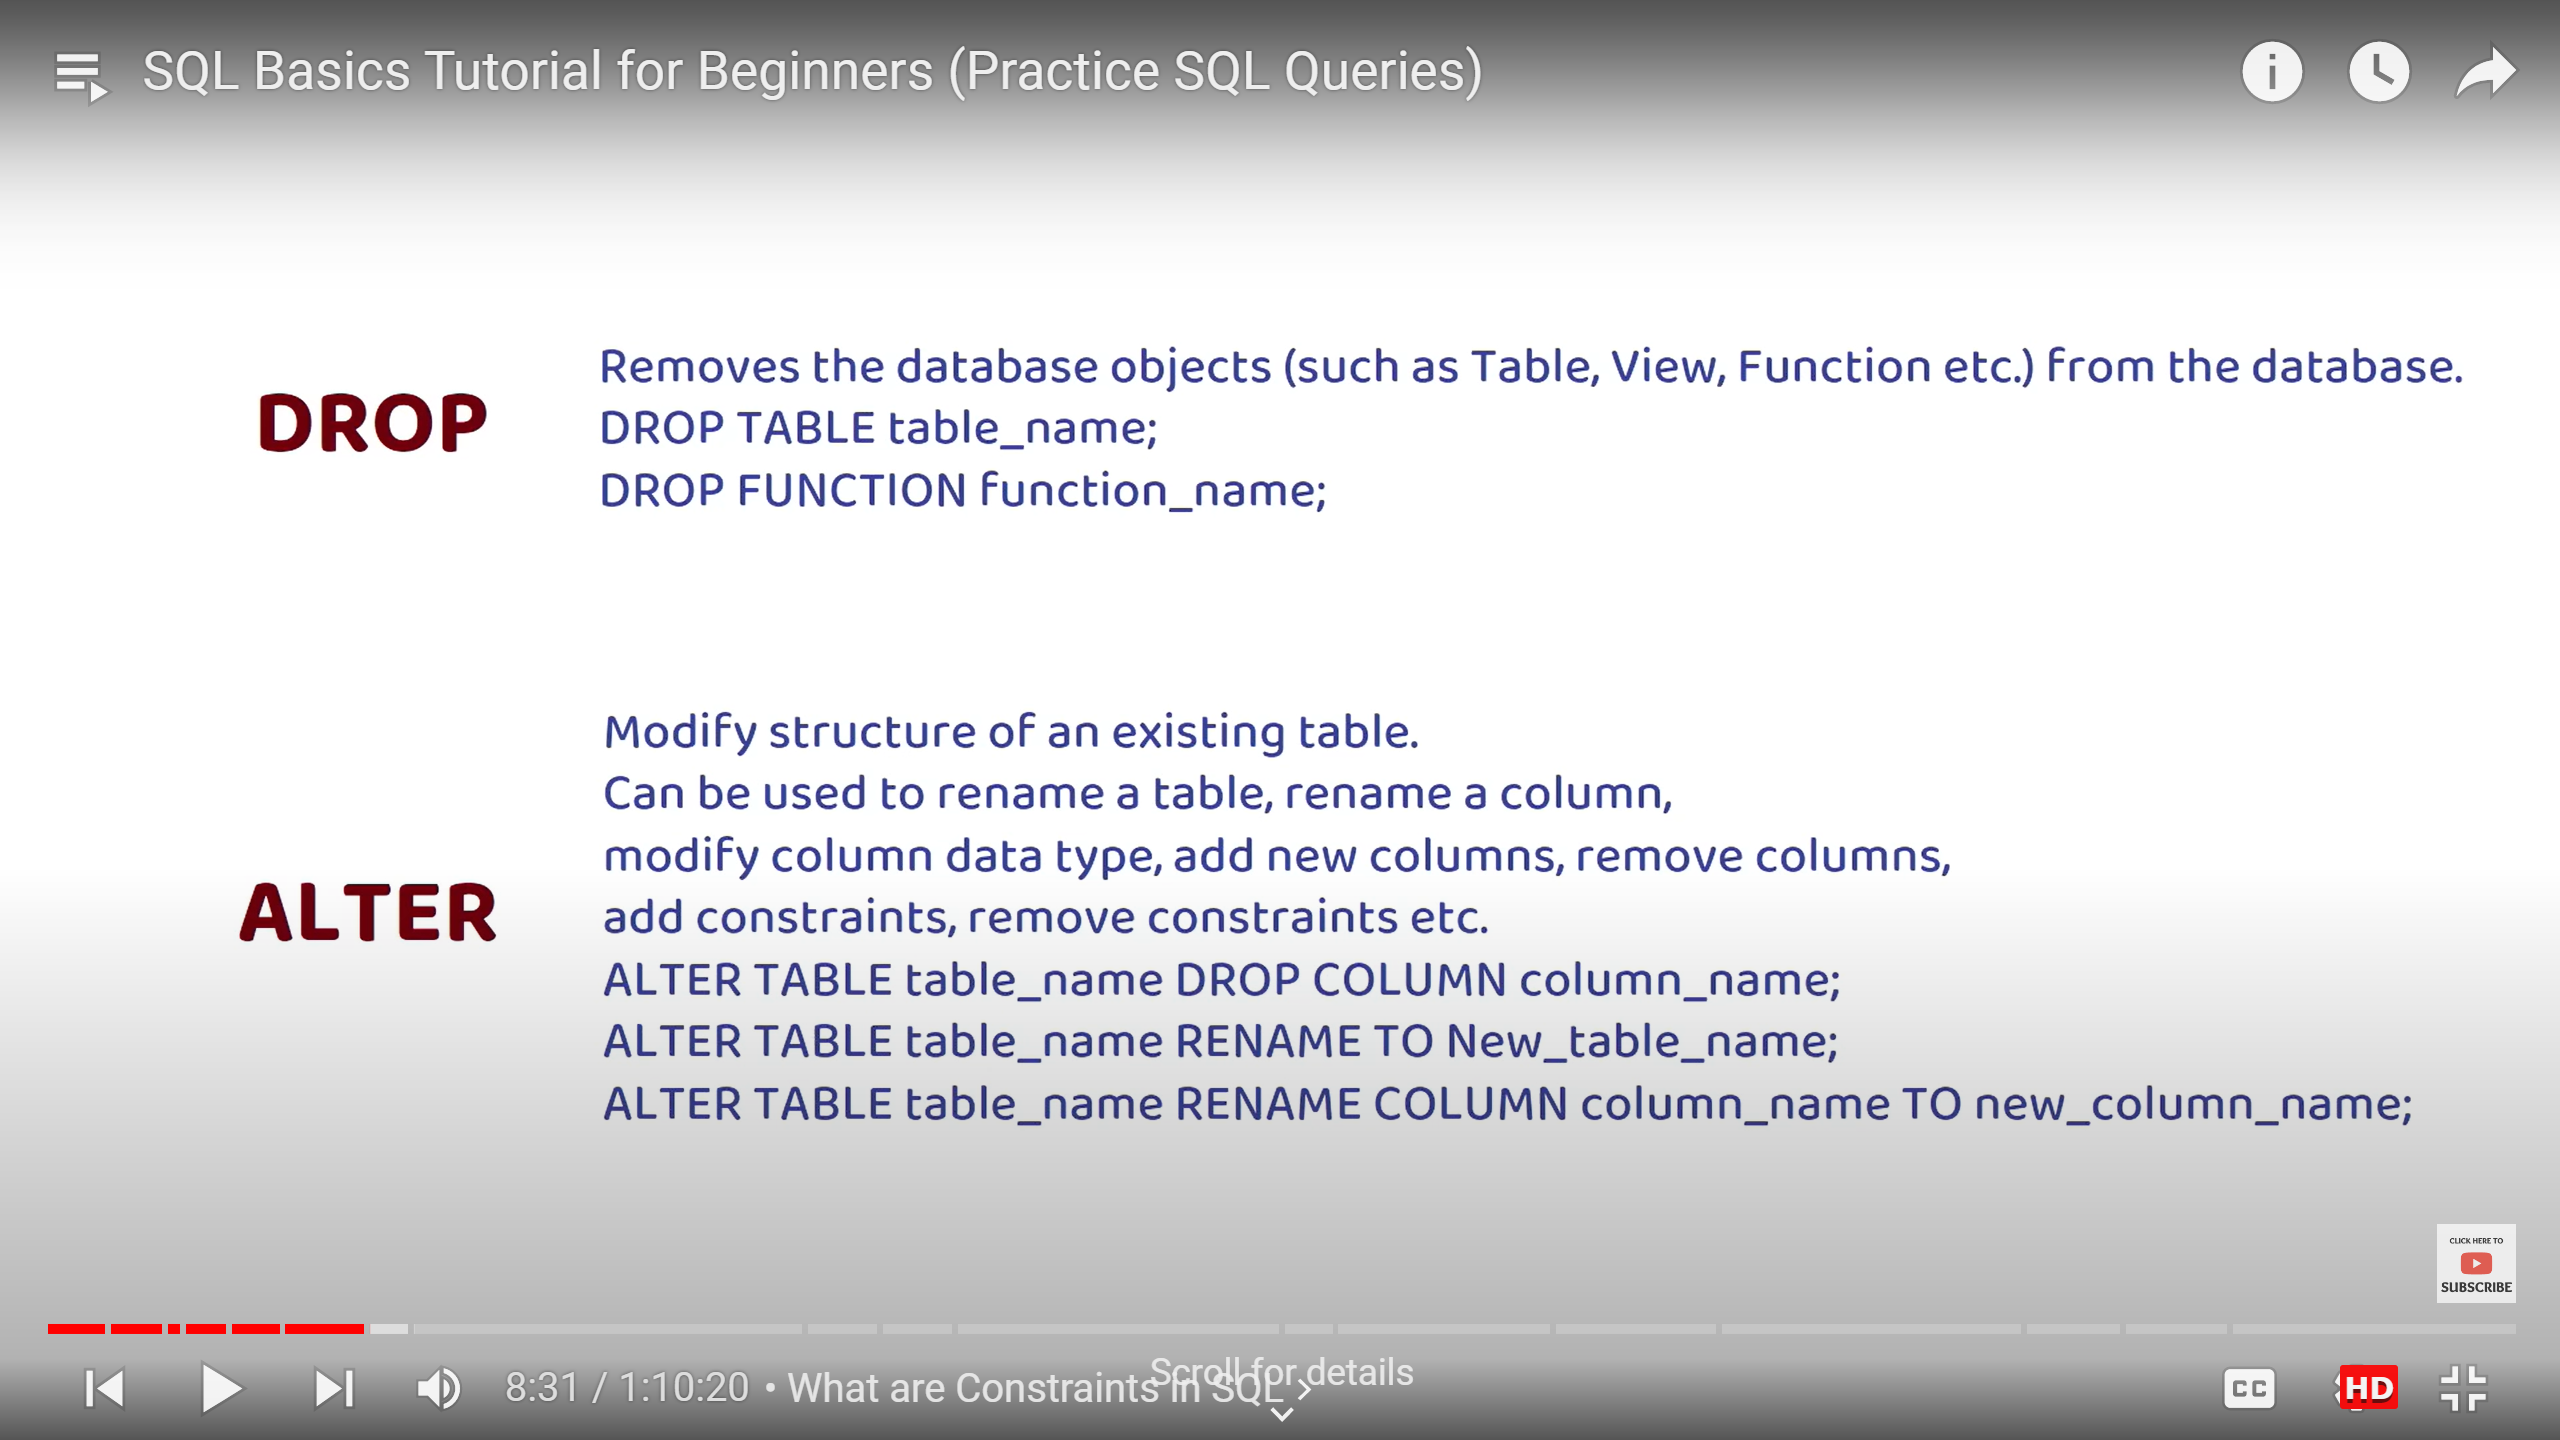 SQL Basics Tutorial for Beginners (Practice SQL Queries)
DROP
Removes the database objects (such as Table, View, Function etc.) from the database.
DROP TABLE table_name;
DROP FUNCTION function_name;
ALTER
Modify structure of an existing table.
Can be used to rename a table, rename a column,
modify column data type, add new columns, remove columns,
add constraints, remove constraints etc.
ALTER TABLE table_name DROP COLUMN column_name;
ALTER TABLE table_name RENAME TO New_table_name;
ALTER TABLE table_name RENAME COLUMN column_name TO new_column_name;
CLICK HERE TO
SUBSCRIBE
Scroll for details
8:31 / 1:10:20 • What are Constraints in SQL
CC
HD